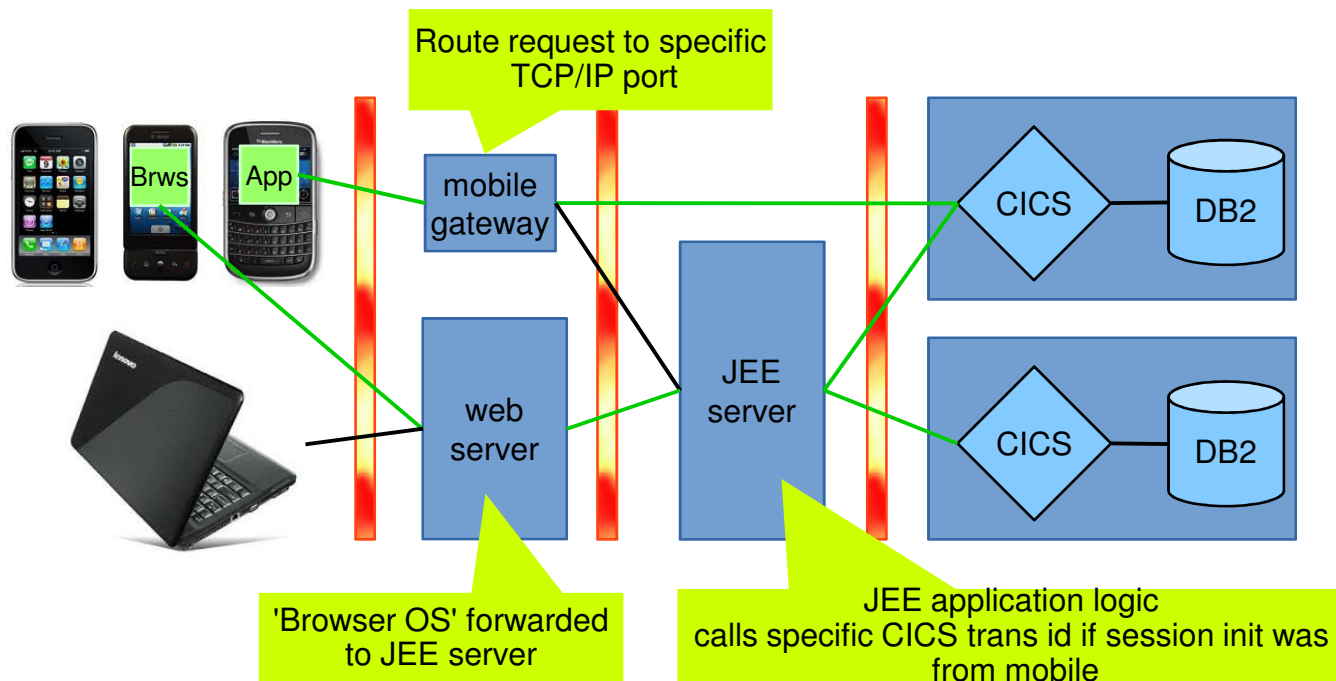 Route request to specific
TCP/IP port
Brws
App
mobile
gateway
CICS
DB2
JEE
server
web
server
CICS
DB2
lenovo
'Browser OS' forwarded
to JEE server
JEE application logic
calls specific CICS trans id if session init was
from mobile